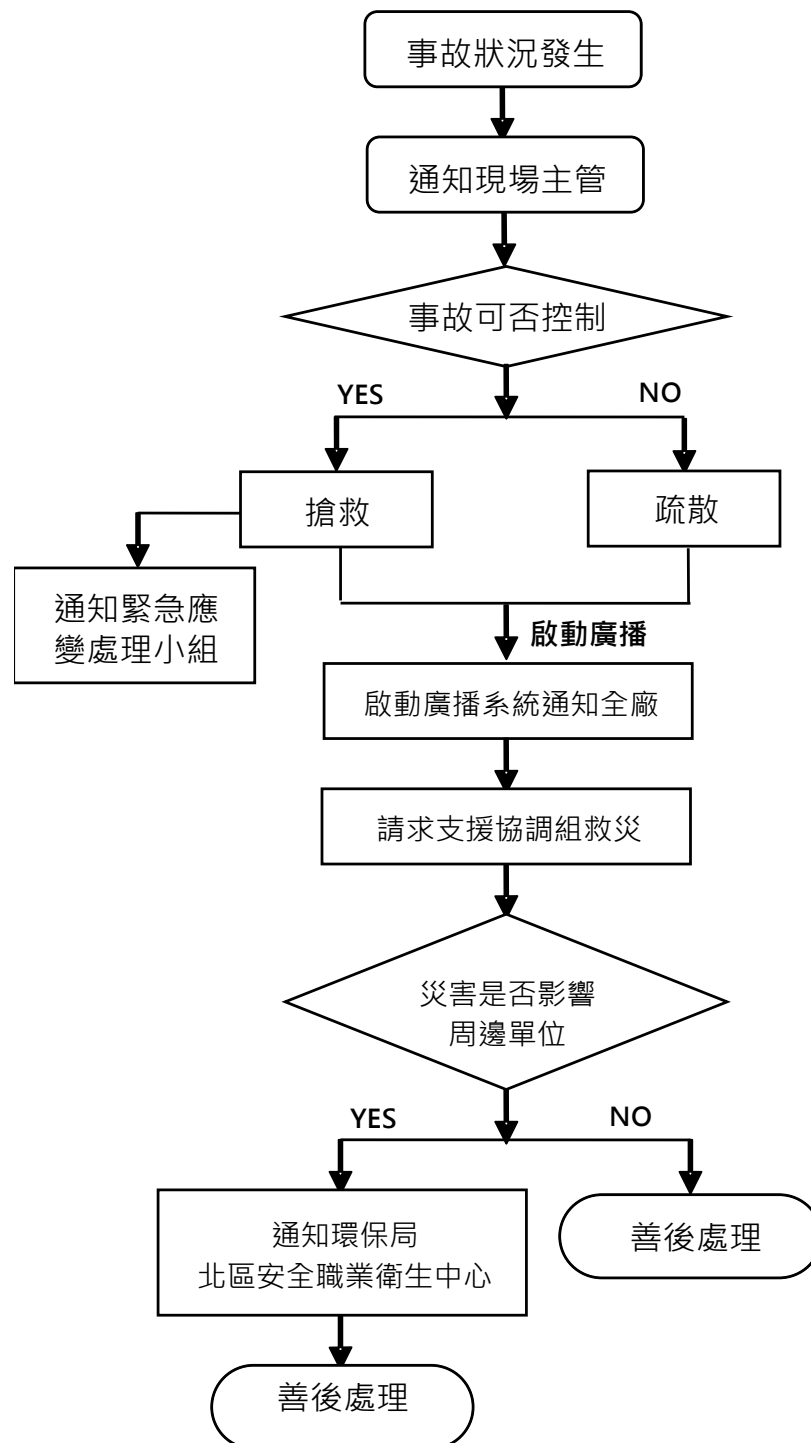 事故狀況發生
通知現場主管
事故可否控制
YES
NO
搶救
疏散
通知緊急應
變處理小組
啟動廣播
啟動廣播系統通知全廠
請求支援協調組救災
災害是否影響
周邊單位
YES
NO
通知環保局
北區安全職業衛生中心
善後處理
善後處理